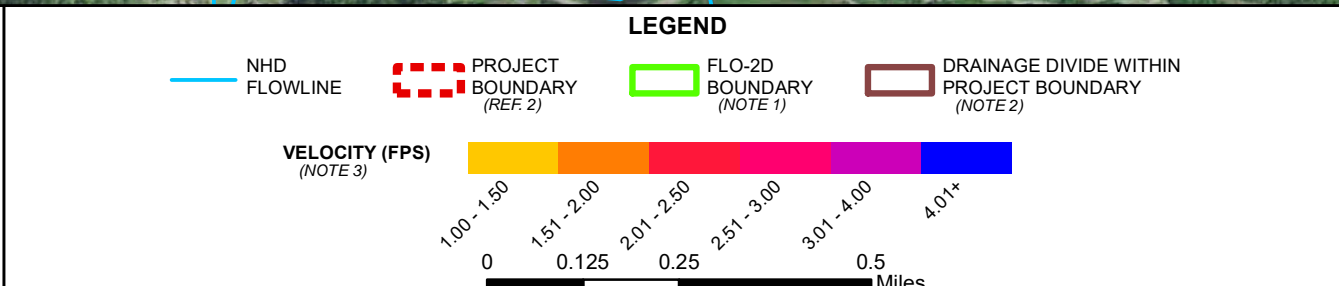 LEGEND
NHD
FLOWLINE
PROJECT
BOUNDARY
(REF. 2)
FLO-2D
BOUNDARY
(NOTE 1)
DRAINAGE DIVIDE WITHIN
PROJECT BOUNDARY
(NOTE 2)
VELOCITY (FPS)
(NOTE 3)
1.00 - 1.50
1.51 - 2.00
2.01 - 2.50
2.51 - 3.00
3.01 - 4.00
4.01+
0 0.125 0.25 0.5
Miles